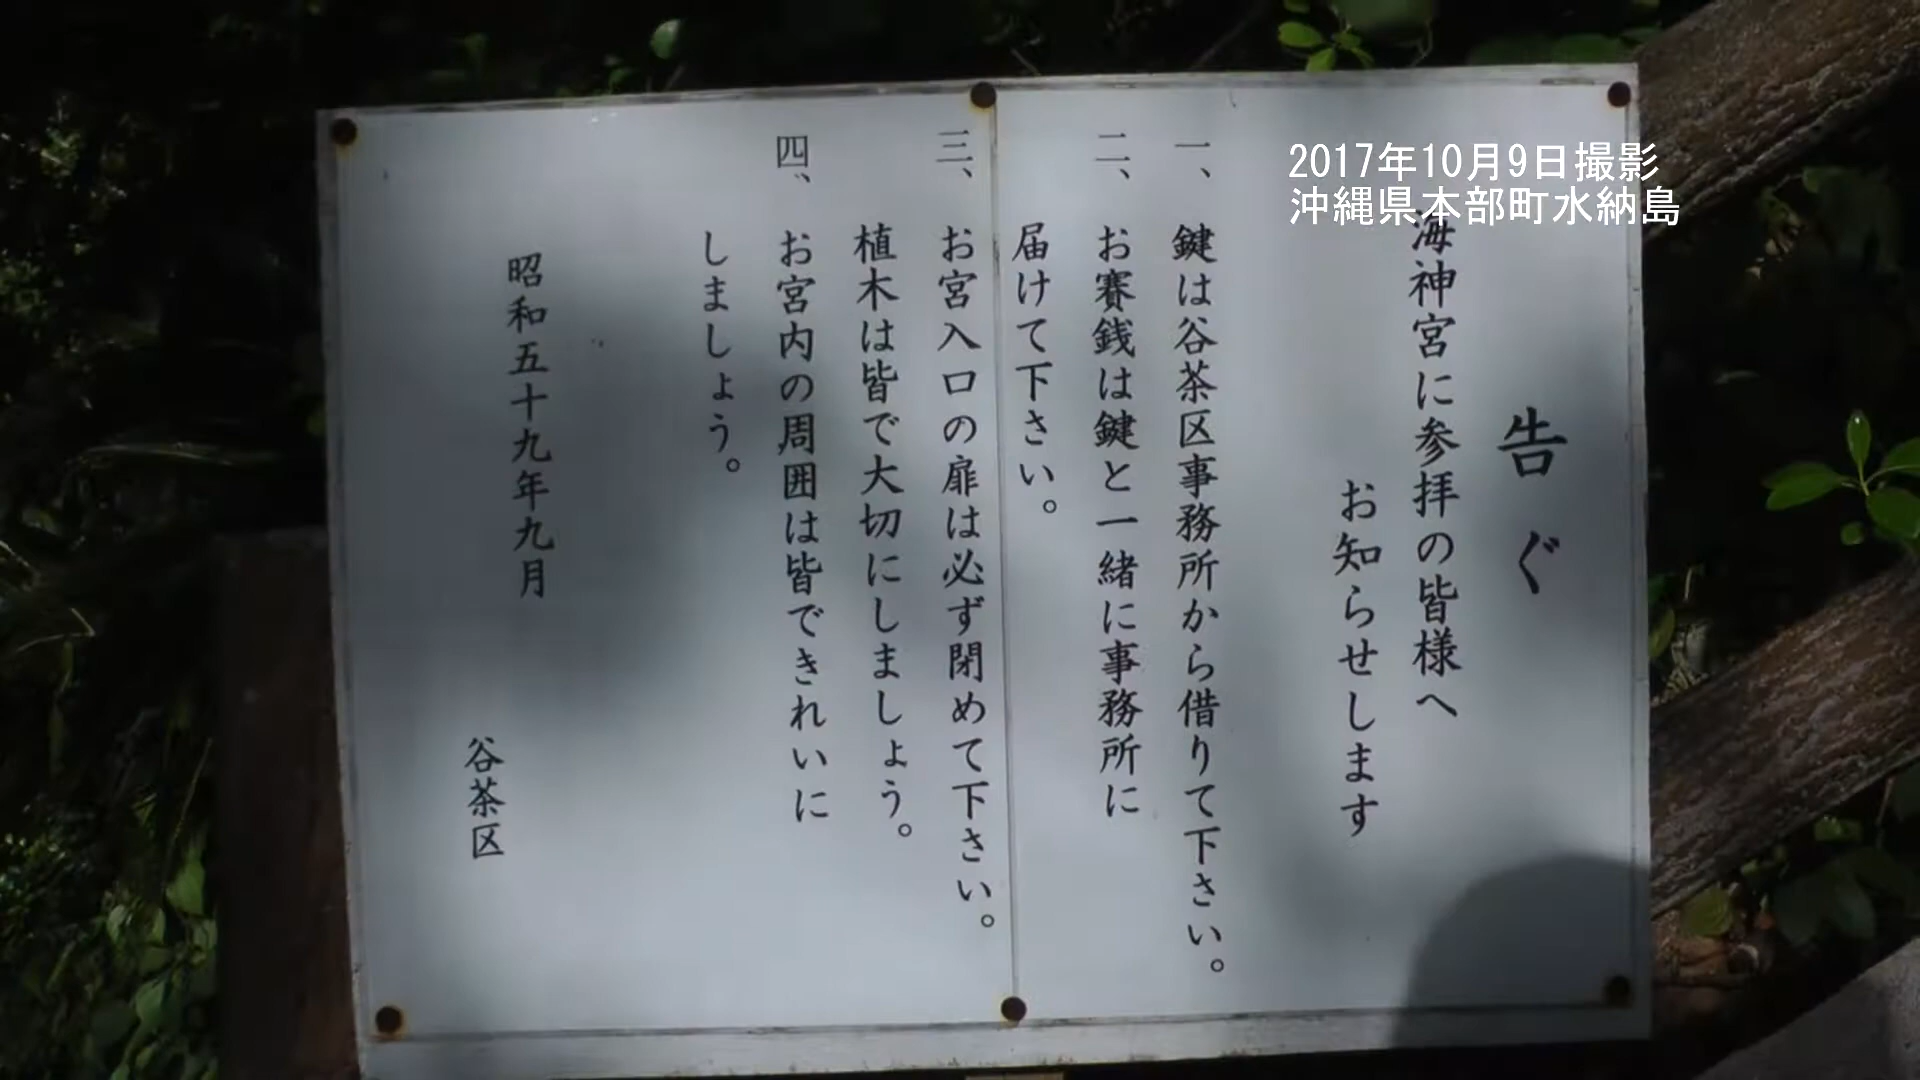 2017年10月9日撮影
沖縄県本部町水納島
告ぐ
海神宮に参拝の皆様へ
お知らせします
一、鍵は谷茶区事務所から借りて下さい。
二、お賽銭は鍵と一緒に事務所に
届けて下さい。
三、お宮入口の扉は必ず閉めて下さい。
植木は皆で大切にしましょう。
四、お宮内の周囲は皆できれいに
しましょう。
昭和五十九年九月
谷茶区